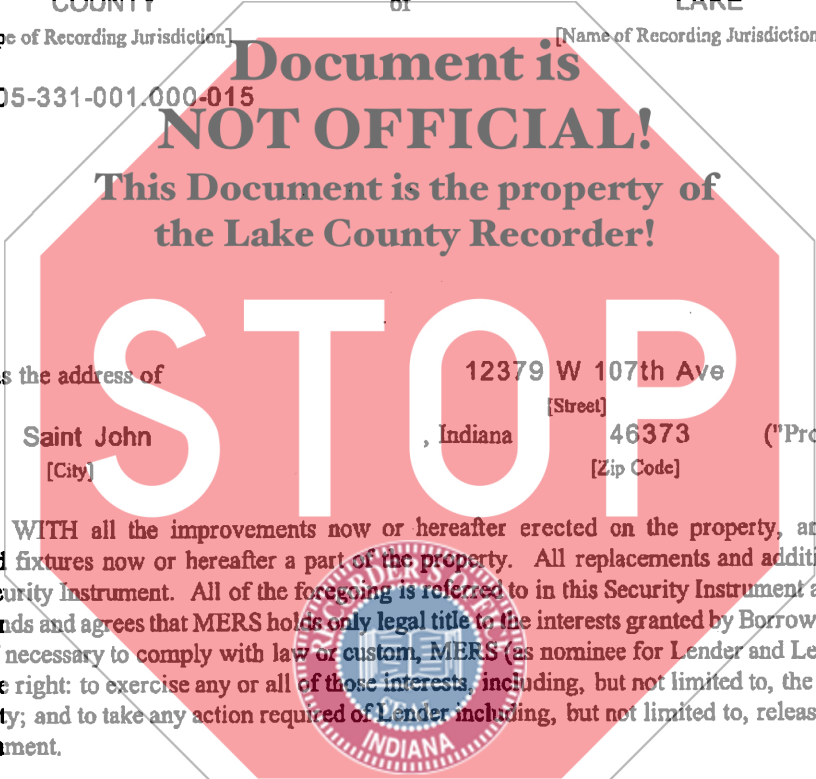 COUNTY of LAKE
pe of Recording Jurisdiction] [Name of Recording Jurisdiction
Document is
05-331-001.000-015
NOT OFFICIAL!
This Document is the property of
the Lake County Recorder!
STOP
s the address of 12379 W 107th Ave
[Street]
Saint John , Indiana 46373 ("Pro
[City] [Zip Code]
WITH all the improvements now or hereafter erected on the property, an
d fixtures now or hereafter a part of the property. All replacements and additi
curity Instrument. All of the foregoing is referred to in this Security Instrument a
nds and agrees that MERS holds only legal title to the interests granted by Borrow
necessary to comply with law or custom, MERS (as nominee for Lender and Le
e right: to exercise any or all of those interests, including, but not limited to, the
ty; and to take any action required of Lender including, but not limited to, releas
ument.
RECORDER'S OFFICE
SEAL
INDIANA